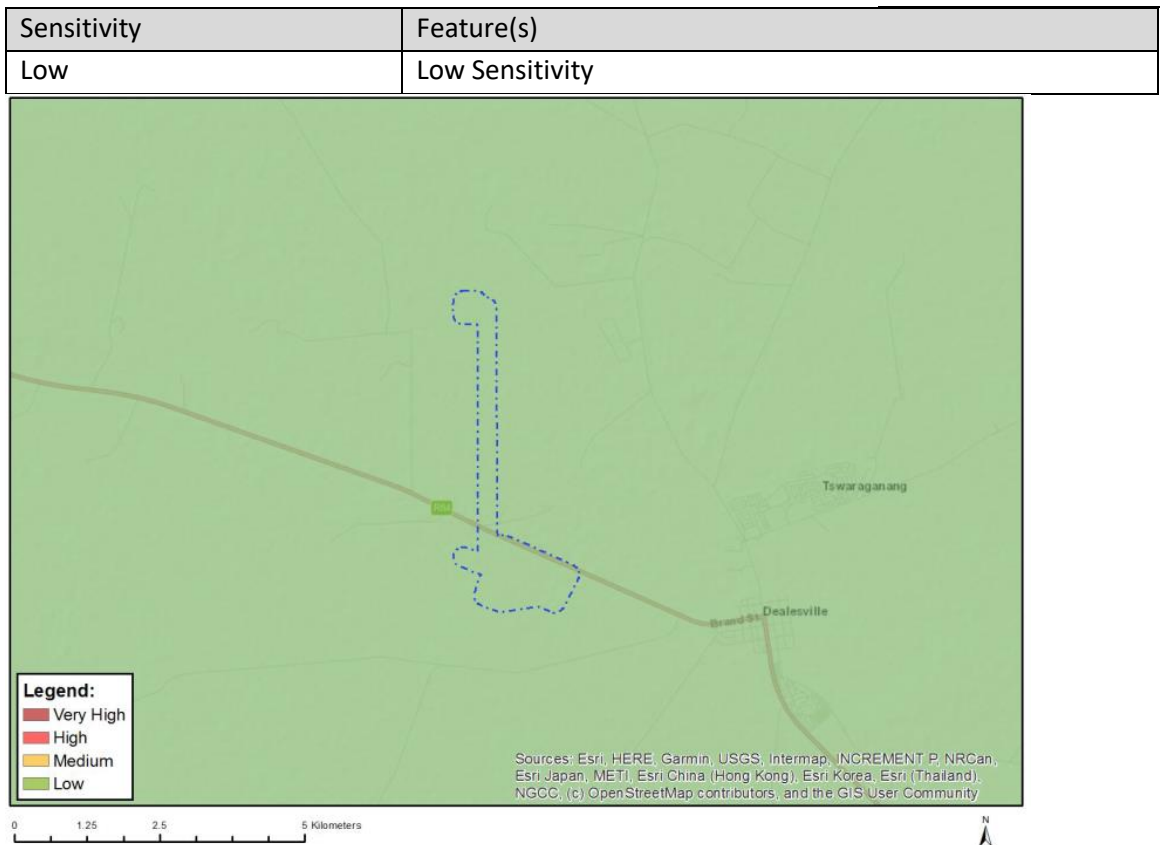 Sensitivity Feature(s)
Low Low Sensitivity
Tswaraganang
R64
Dealesville
Brand St
Legend:
Very High
High
Medium
Low
Sources: Esri, HERE, Garmin, USGS, Intermap, INCREMENT P, NRCan,
Esri Japan, METI, Esri China (Hong Kong), Esri Korea, Esri (Thailand),
NGCC, (c) OpenStreetMap contributors, and the GIS User Community
0 1.25 2.5 5 Kilometers
N